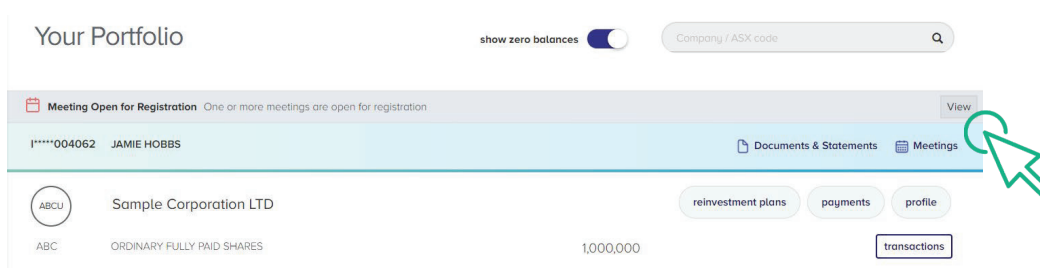 Your Portfolio show zero balances Company / ASX code
Meeting Open for Registration One or more meetings are open for registration View
I*****004062 JAMIE HOBBS Documents & Statements Meetings
ABCU Sample Corporation LTD reinvestment plans payments profile
ABC ORDINARY FULLY PAID SHARES 1,000,000 transactions